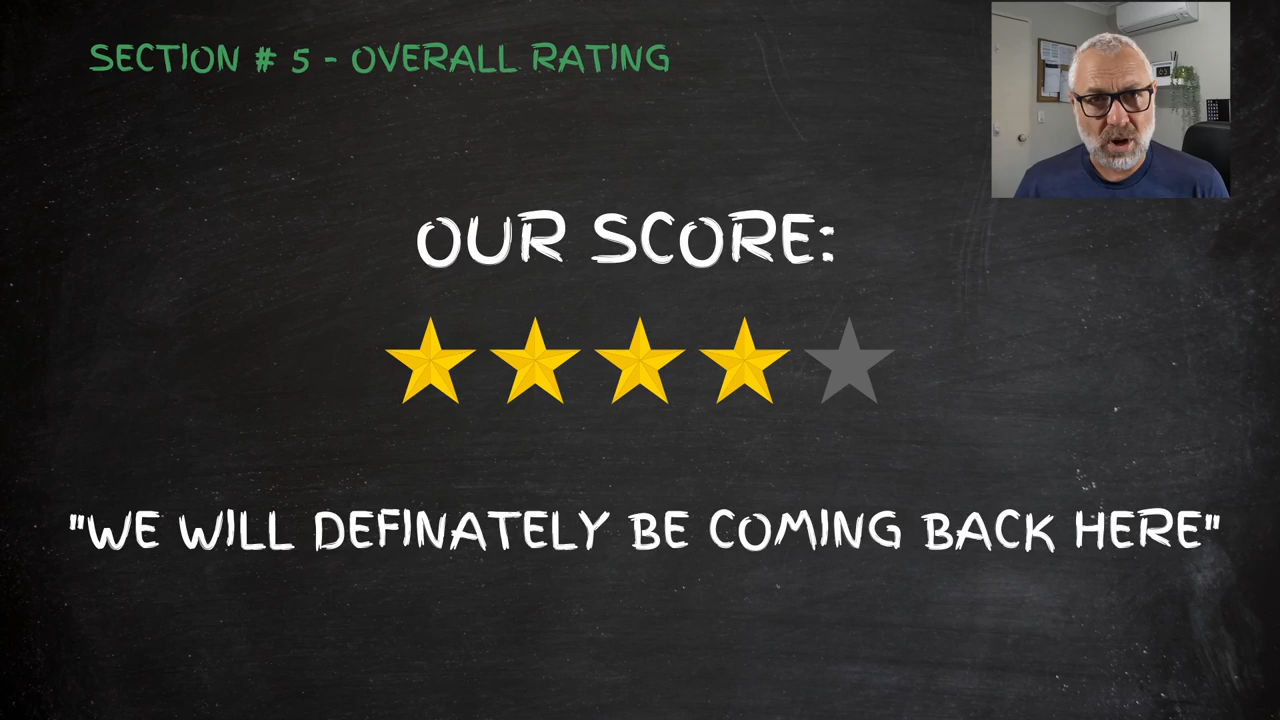 SECTION # 5 - OVERALL RATING
OUR SCORE:
"WE WILL DEFINATELY BE COMING BACK HERE"